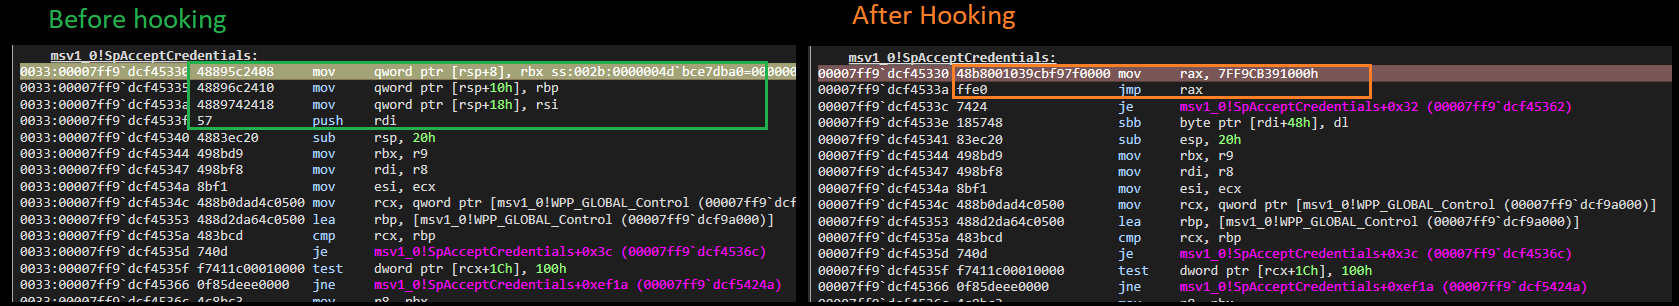 Before hooking
msv1_0!SpAcceptCredentials:
0033:00007ff9`dcf45330 48895c2408 mov qword ptr [rsp+8], rbx ss:002b:0000004d`bce7dba0=000000
0033:00007ff9`dcf45335 48896c2410 mov qword ptr [rsp+10h], rbp
0033:00007ff9`dcf4533a 4889742418 mov qword ptr [rsp+18h], rsi
0033:00007ff9`dcf4533f 57 push rdi
0033:00007ff9`dcf45340 4883ec20 sub rsp, 20h
0033:00007ff9`dcf45344 498bd9 mov rbx, r9
0033:00007ff9`dcf45347 498bf8 mov rdi, r8
0033:00007ff9`dcf4534a 8bf1 mov esi, ecx
0033:00007ff9`dcf4534c 488b0dad4c0500 mov rcx, qword ptr [msv1_0!WPP_GLOBAL_Control (00007ff9`dcf
0033:00007ff9`dcf45353 488d2da64c0500 lea rbp, [msv1_0!WPP_GLOBAL_Control (00007ff9`dcf9a000)]
0033:00007ff9`dcf4535a 483bcd cmp rcx, rbp
0033:00007ff9`dcf4535d 740d je msv1_0!SpAcceptCredentials+0x3c (00007ff9`dcf4536c)
0033:00007ff9`dcf4535f f7411c00010000 test dword ptr [rcx+1Ch], 100h
0033:00007ff9`dcf45366 0f85deee0000 jne msv1_0!SpAcceptCredentials+0xef1a (00007ff9`dcf5424a)
After Hooking
msv1_0!SpAcceptCredentials:
00007ff9`dcf45330 48b8001039cbf97f0000 mov rax, 7FF9CB391000h
00007ff9`dcf4533a ffe0 jmp rax
00007ff9`dcf4533c 7424 je msv1_0!SpAcceptCredentials+0x32 (00007ff9`dcf45362)
00007ff9`dcf4533e 185748 sbb byte ptr [rdi+48h], dl
00007ff9`dcf45341 83ec20 sub esp, 20h
00007ff9`dcf45344 498bd9 mov rbx, r9
00007ff9`dcf45347 498bf8 mov rdi, r8
00007ff9`dcf4534a 8bf1 mov esi, ecx
00007ff9`dcf4534c 488b0dad4c0500 mov rcx, qword ptr [msv1_0!WPP_GLOBAL_Control (00007ff9`dcf9a000)]
00007ff9`dcf45353 488d2da64c0500 lea rbp, [msv1_0!WPP_GLOBAL_Control (00007ff9`dcf9a000)]
00007ff9`dcf4535a 483bcd cmp rcx, rbp
00007ff9`dcf4535d 740d je msv1_0!SpAcceptCredentials+0x3c (00007ff9`dcf4536c)
00007ff9`dcf4535f f7411c00010000 test dword ptr [rcx+1Ch], 100h
00007ff9`dcf45366 0f85deee0000 jne msv1_0!SpAcceptCredentials+0xef1a (00007ff9`dcf5424a)